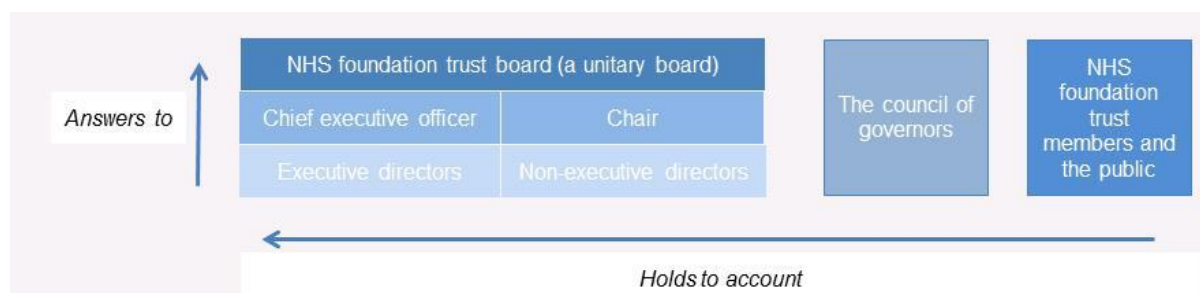 NHS foundation trust board (a unitary board)
Answers to
Chief executive officer
Chair
Executive directors
Non-executive directors
The council of
governors
NHS
foundation
trust
members and
the public
Holds to account